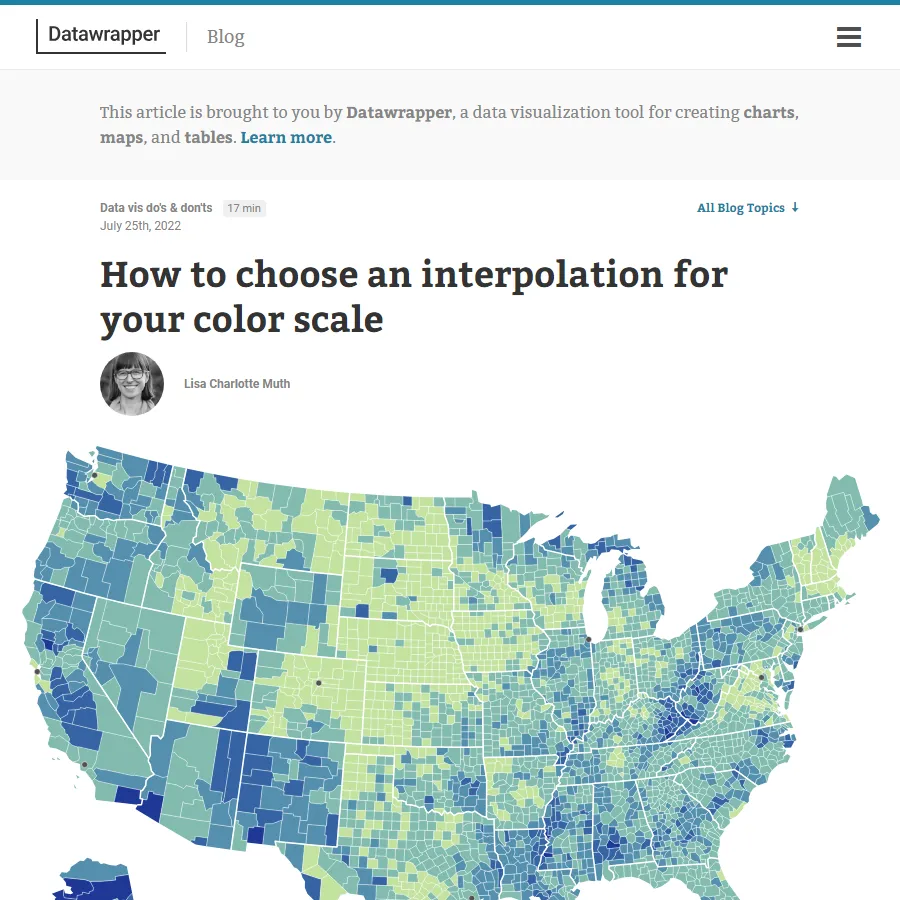 Datawrapper
Blog
This article is brought to you by Datawrapper, a data visualization tool for creating charts,
maps, and tables. Learn more.
Data vis do's & don'ts 17 min
All Blog Topics ↓
July 25th, 2022
How to choose an interpolation for
your color scale
Lisa Charlotte Muth